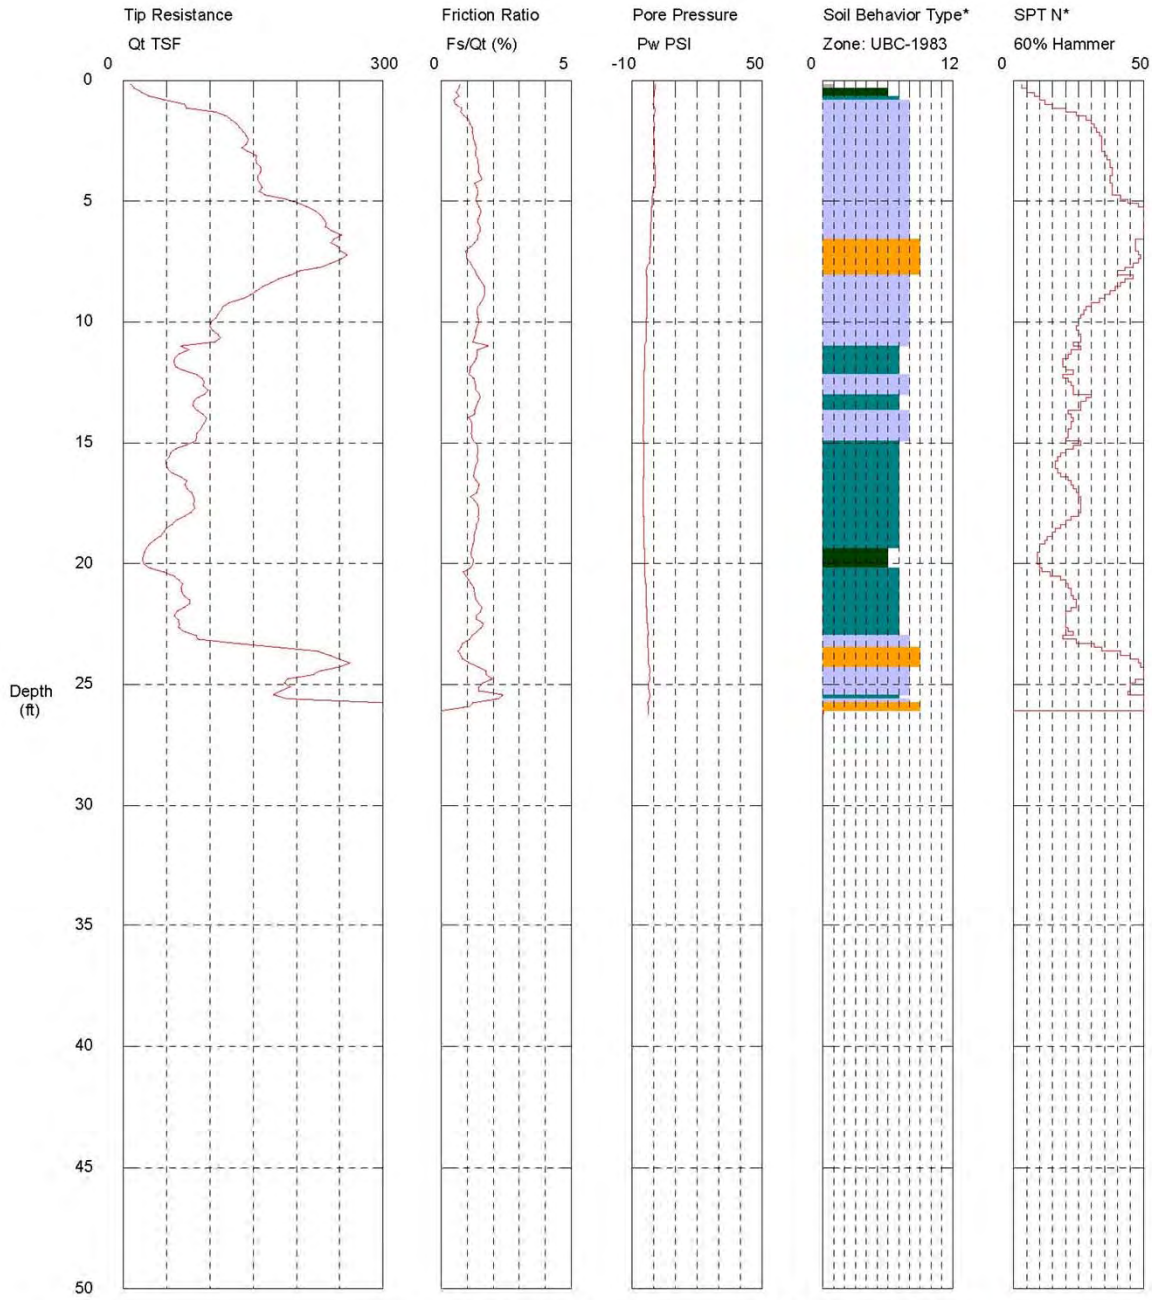 Tip Resistance Friction Ratio Pore Pressure Soil Behavior Type* SPT N*
Qt TSF Fs/Qt (%) Pw PSI Zone: UBC-1983 60% Hammer
0 300 0 5 -10 50 0 12 0 50
0
5
10
15
20
25
Depth
(ft)
30
35
40
45
50